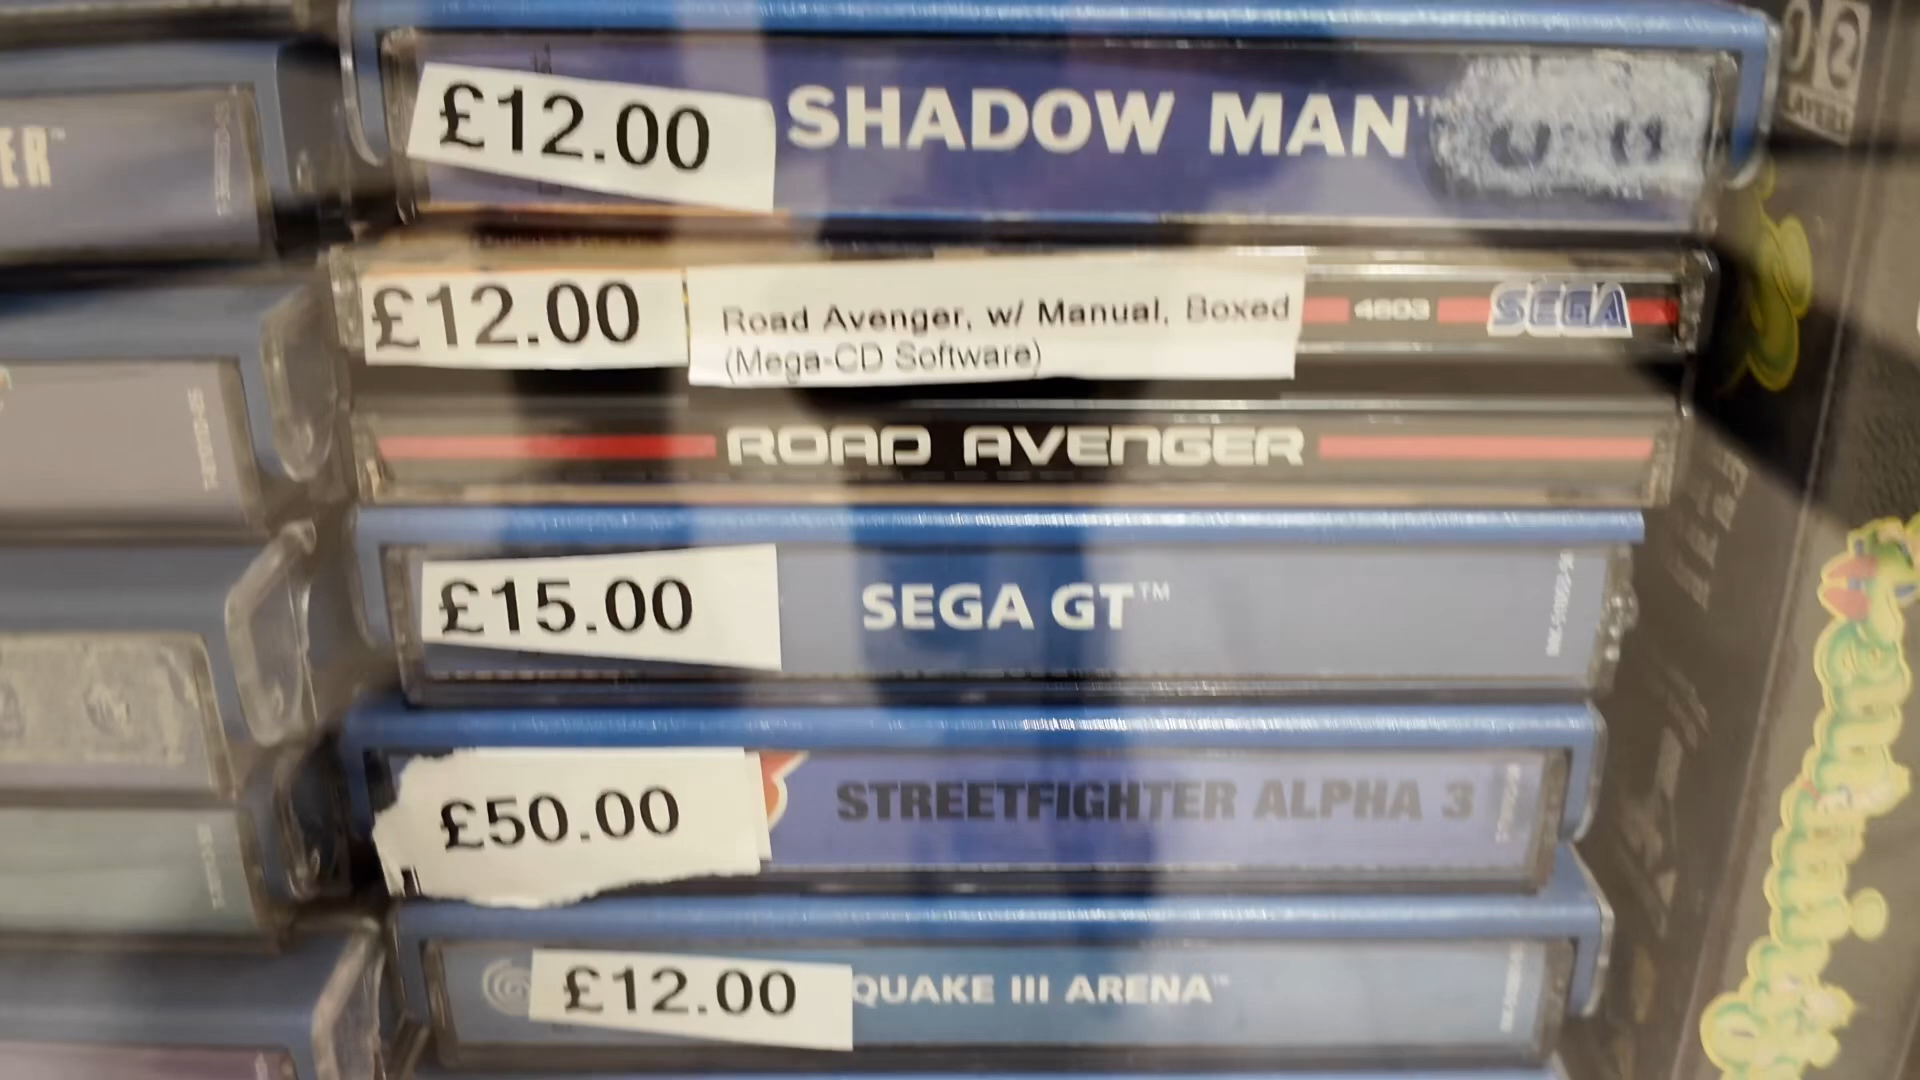 ER™
£12.00 SHADOW MAN™
£12.00
Road Avenger, w/ Manual, Boxed
(Mega-CD Software)
4603 SEGA
ROAD AVENGER
£15.00 SEGA GT™
£50.00 STREETFIGHTER ALPHA 3
£12.00 QUAKE III ARENA™